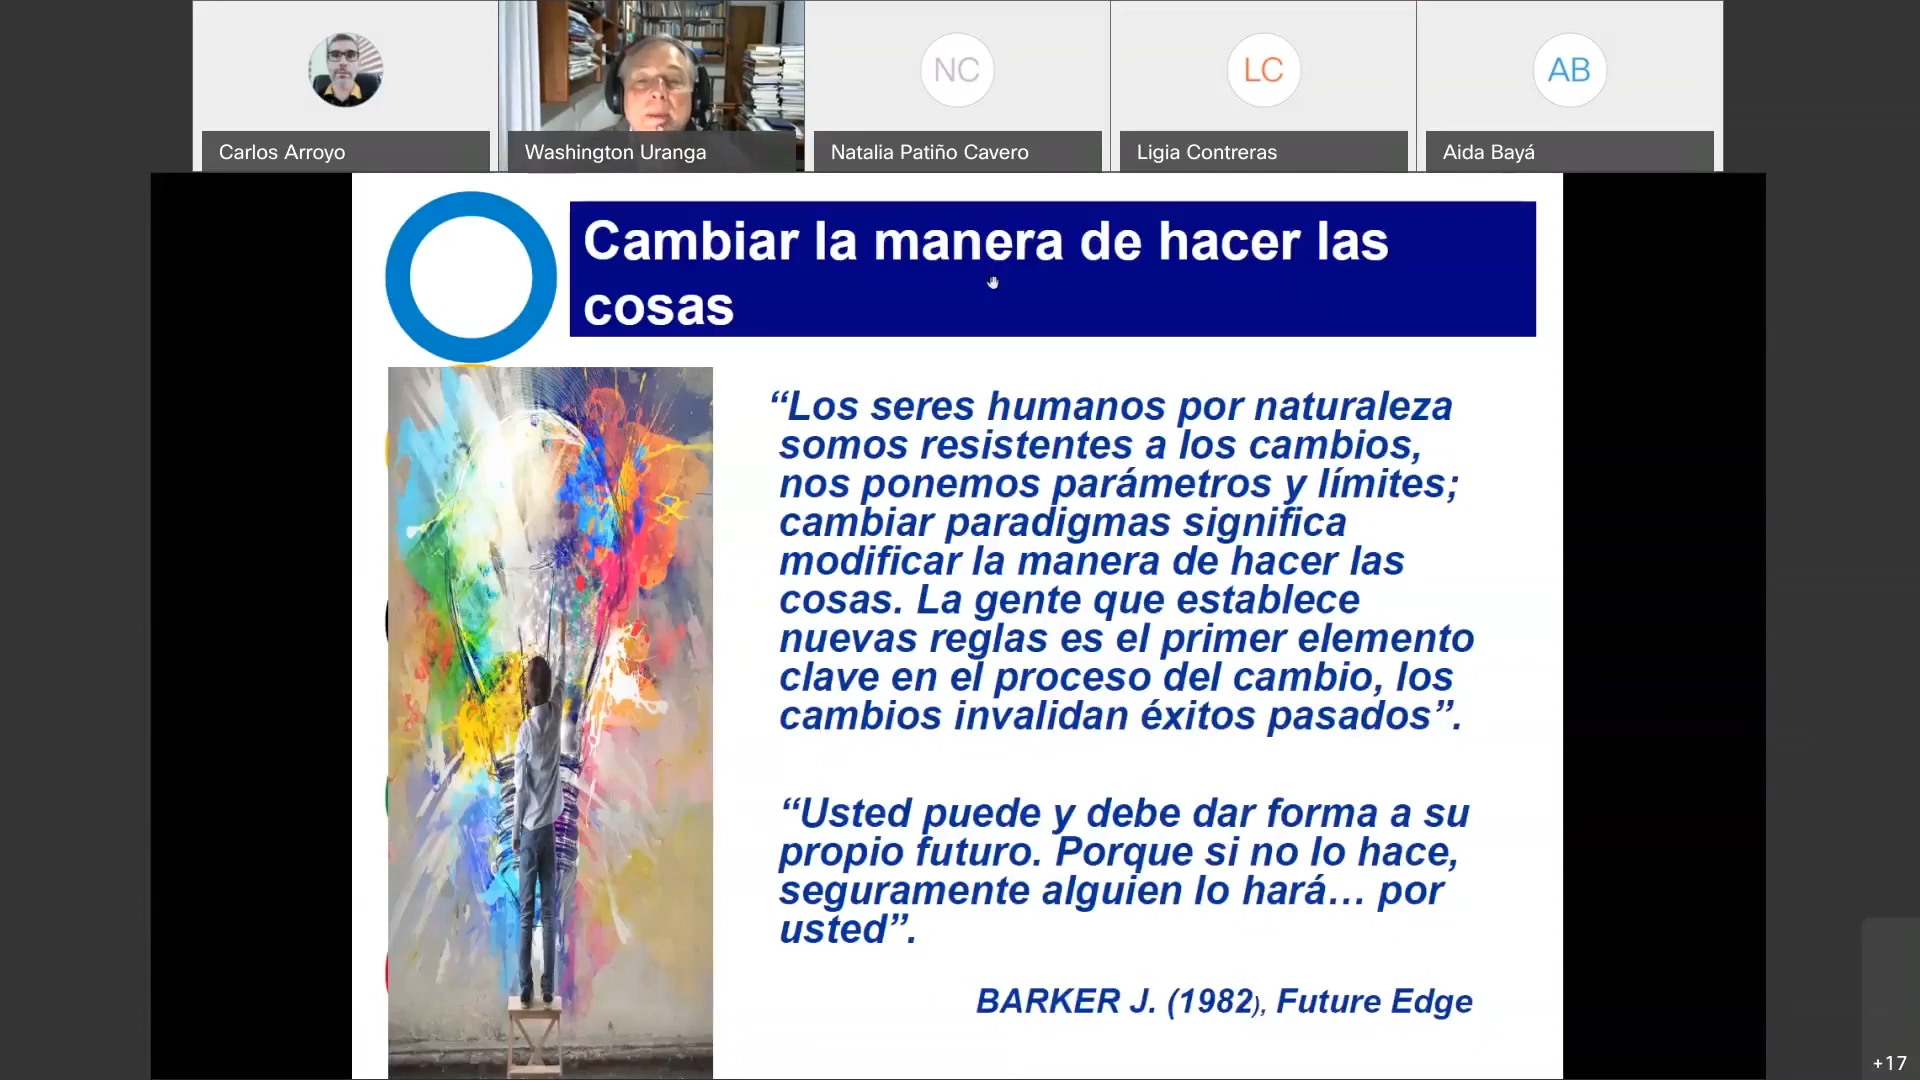 NC
LC
AB
Carlos Arroyo
Washington Uranga
Natalia Patiño Cavero
Ligia Contreras
Aida Bayá
Cambiar la manera de hacer las
cosas
“Los seres humanos por naturaleza
somos resistentes a los cambios,
nos ponemos parámetros y límites;
cambiar paradigmas significa
modificar la manera de hacer las
cosas. La gente que establece
nuevas reglas es el primer elemento
clave en el proceso del cambio, los
cambios invalidan éxitos pasados”.
“Usted puede y debe dar forma a su
propio futuro. Porque si no lo hace,
seguramente alguien lo hará… por
usted”.
BARKER J. (1982), Future Edge
+17